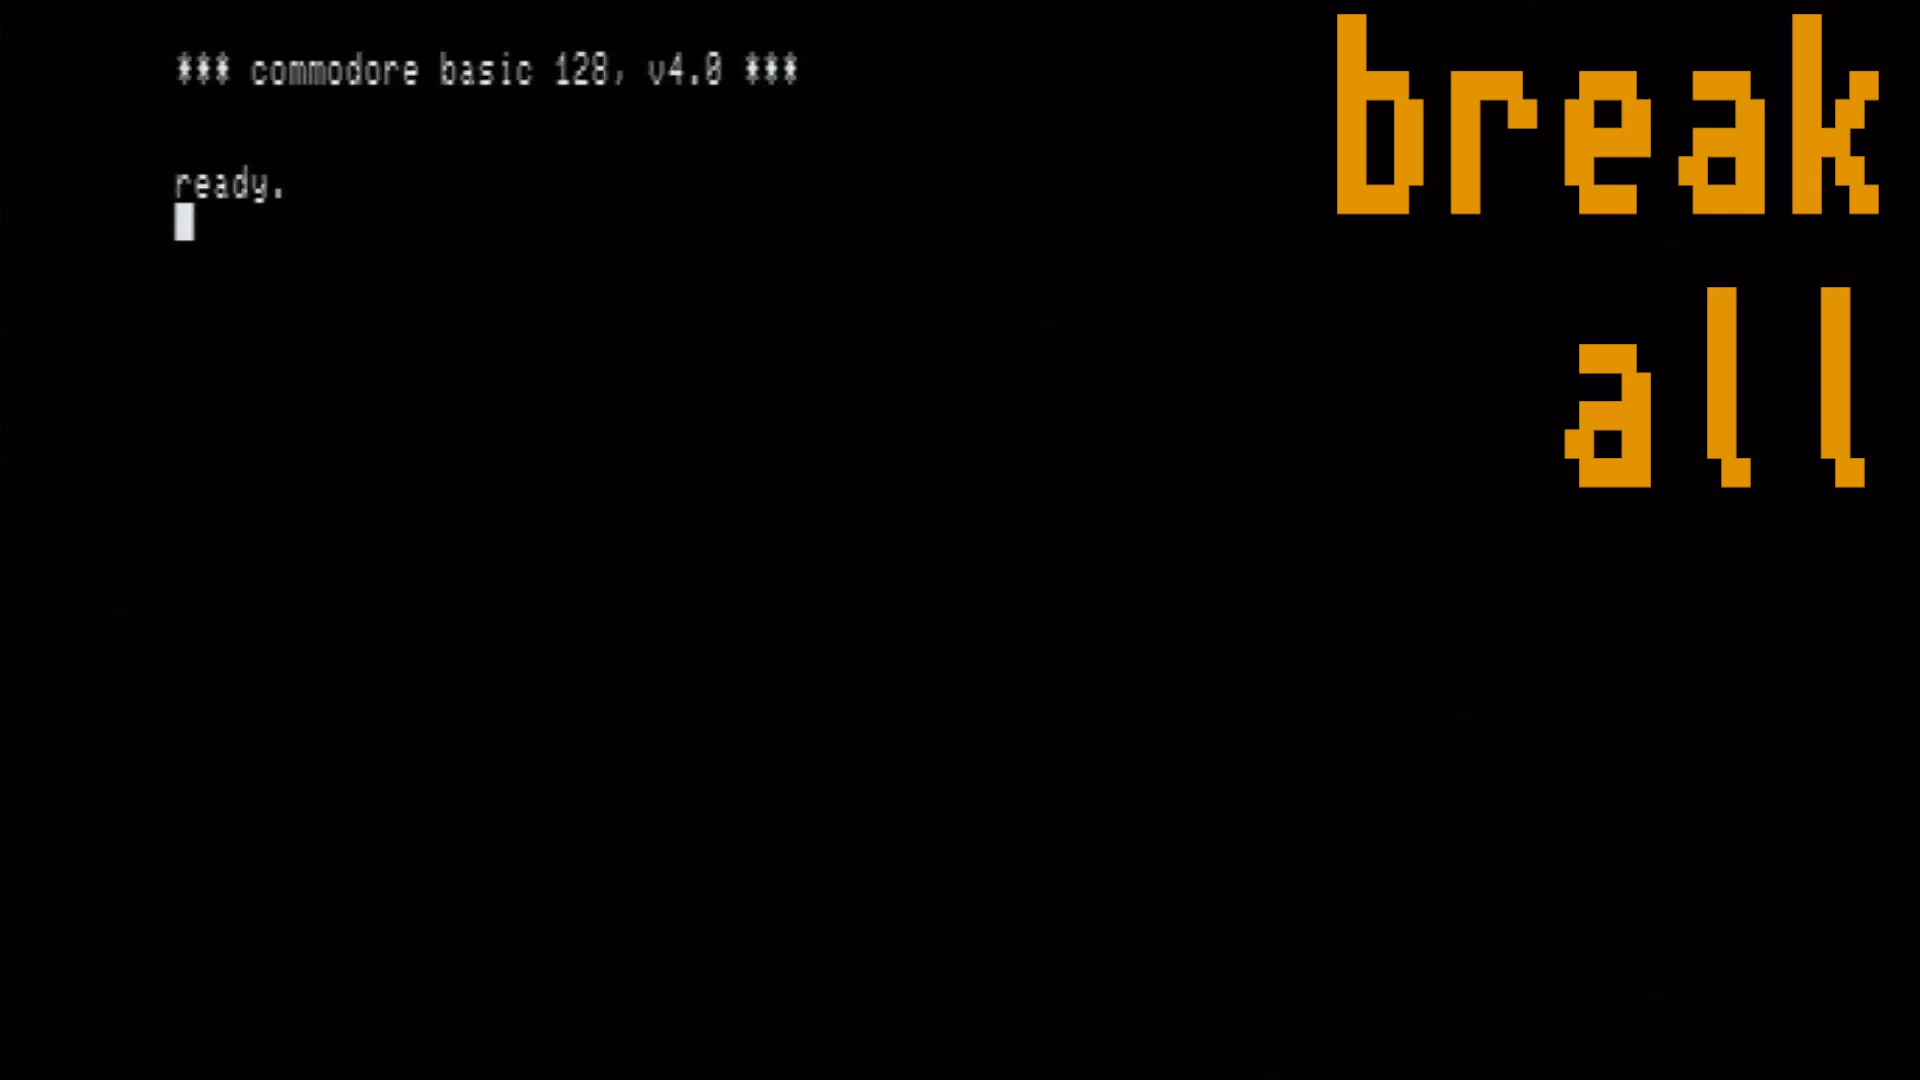 *** commodore basic 128, v4.0 ***
ready.
break
all